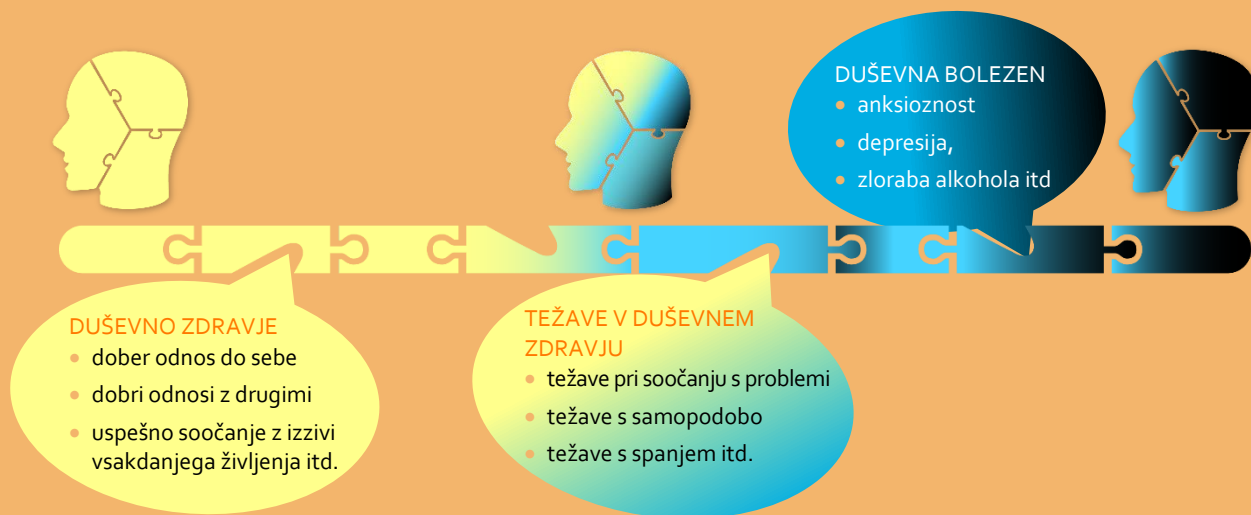 DUŠEVNO ZDRAVJE
• dober odnos do sebe
• dobri odnosi z drugimi
• uspešno soočanje z izzivi
vsakdanjega življenja itd.
TEŽAVE V DUŠEVNEM
ZDRAVJU
• težave pri soočanju s problemi
• težave s samopodobo
• težave s spanjem itd.
DUŠEVNA BOLEZEN
• anksioznost
• depresija,
• zloraba alkohola itd